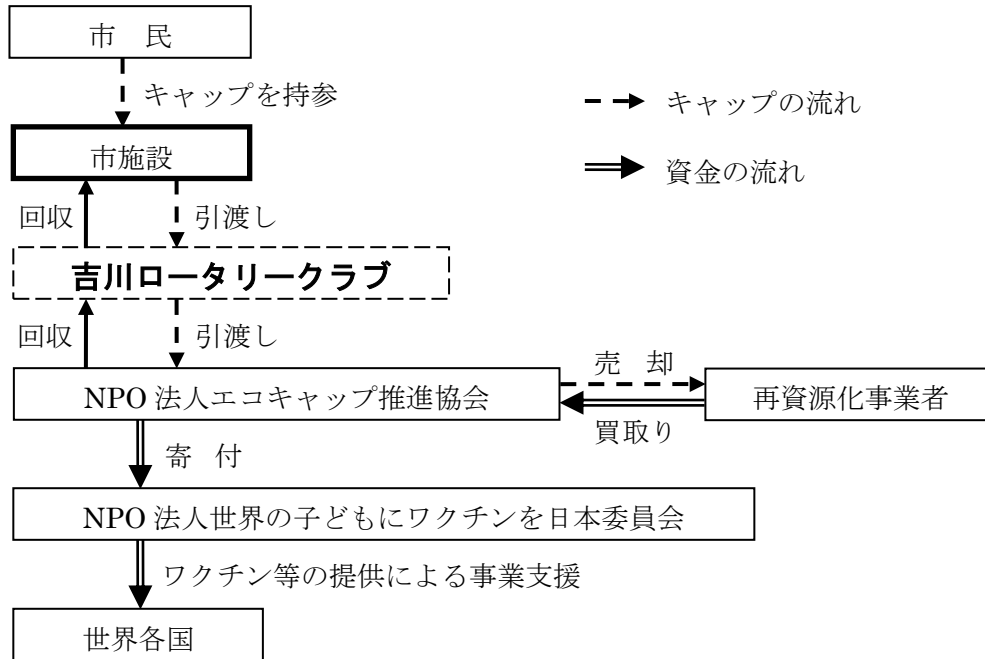 市 民
キャップを持参
キャップの流れ
市施設
資金の流れ
回収
引渡し
吉川ロータリークラブ
回収
引渡し
売 却
NPO 法人エコキャップ推進協会
再資源化事業者
買取り
寄 付
NPO 法人世界の子どもにワクチンを日本委員会
ワクチン等の提供による事業支援
世界各国